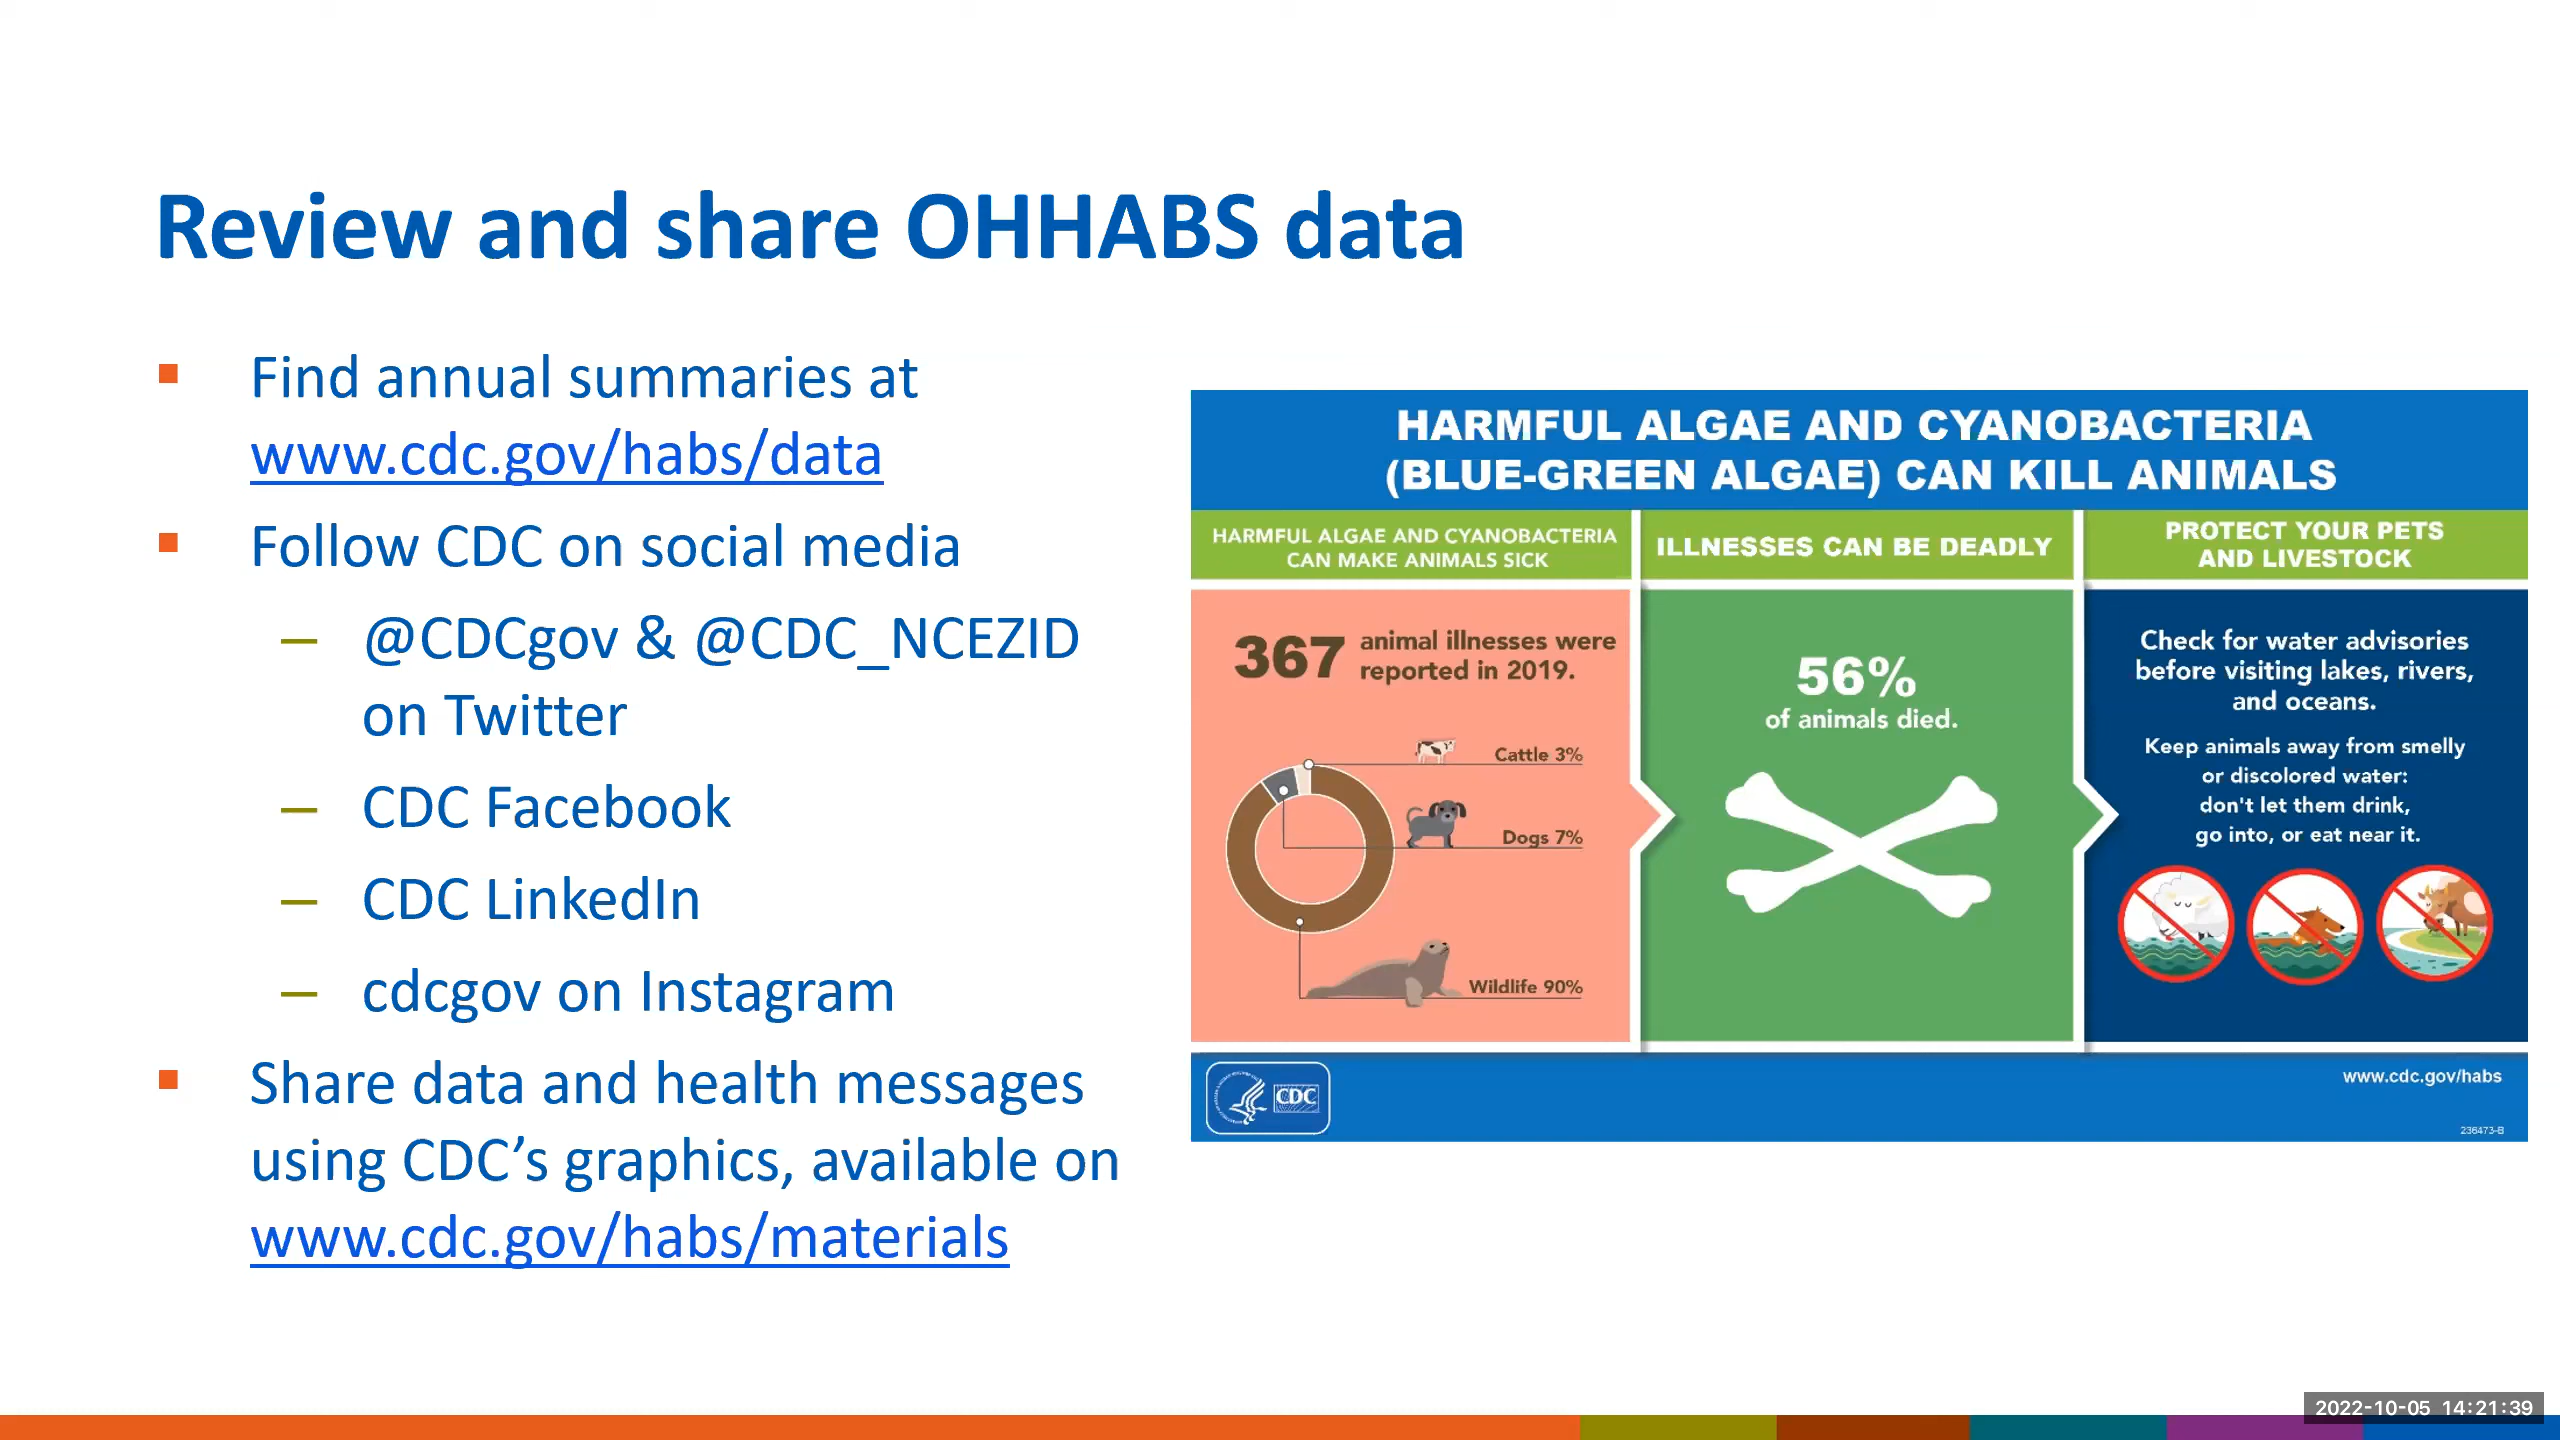 Review and share OHHABS data
▪ Find annual summaries at
www.cdc.gov/habs/data
▪ Follow CDC on social media
– @CDCgov & @CDC_NCEZID
on Twitter
– CDC Facebook
– CDC LinkedIn
– cdcgov on Instagram
▪ Share data and health messages
using CDC’s graphics, available on
www.cdc.gov/habs/materials
HARMFUL ALGAE AND CYANOBACTERIA
(BLUE-GREEN ALGAE) CAN KILL ANIMALS
HARMFUL ALGAE AND CYANOBACTERIA
CAN MAKE ANIMALS SICK
367 animal illnesses were
reported in 2019.
Cattle 3%
Dogs 7%
Wildlife 90%
ILLNESSES CAN BE DEADLY
56%
of animals died.
PROTECT YOUR PETS
AND LIVESTOCK
Check for water advisories
before visiting lakes, rivers,
and oceans.
Keep animals away from smelly
or discolored water:
don't let them drink,
go into, or eat near it.
CDC
www.cdc.gov/habs
236473-B
2022-10-05 14:21:39